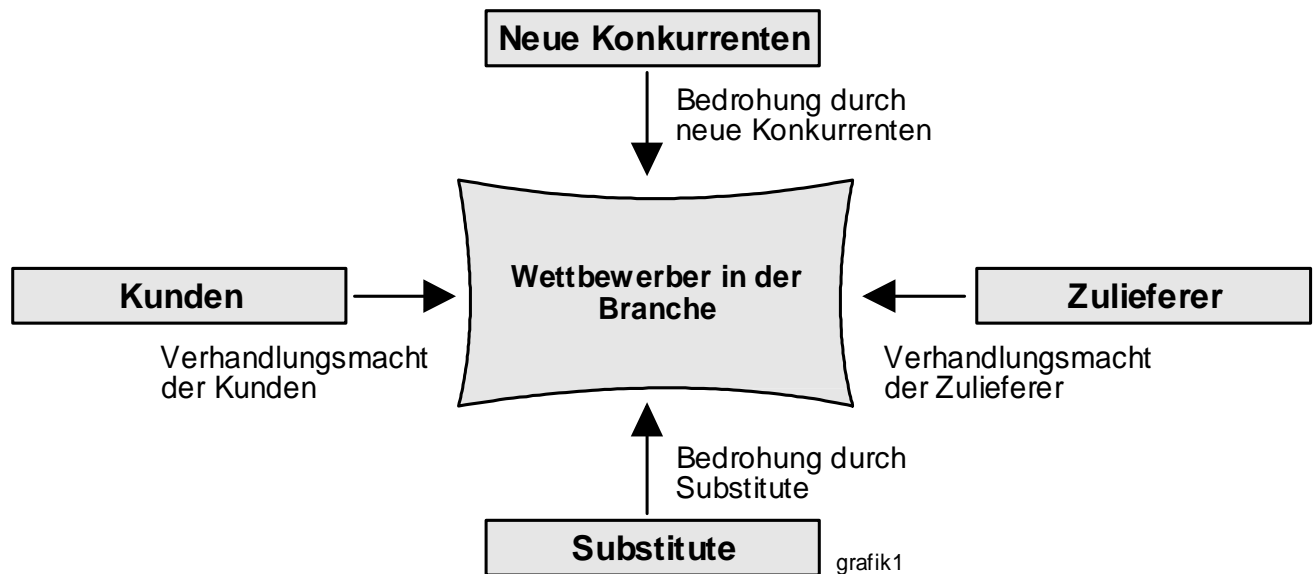 Neue Konkurrenten
Bedrohung durch
neue Konkurrenten
Wettbewerber in der
Branche
Kunden
Verhandlungsmacht
der Kunden
Zulieferer
Verhandlungsmacht
der Zulieferer
Bedrohung durch
Substitute
Substitute
grafik1